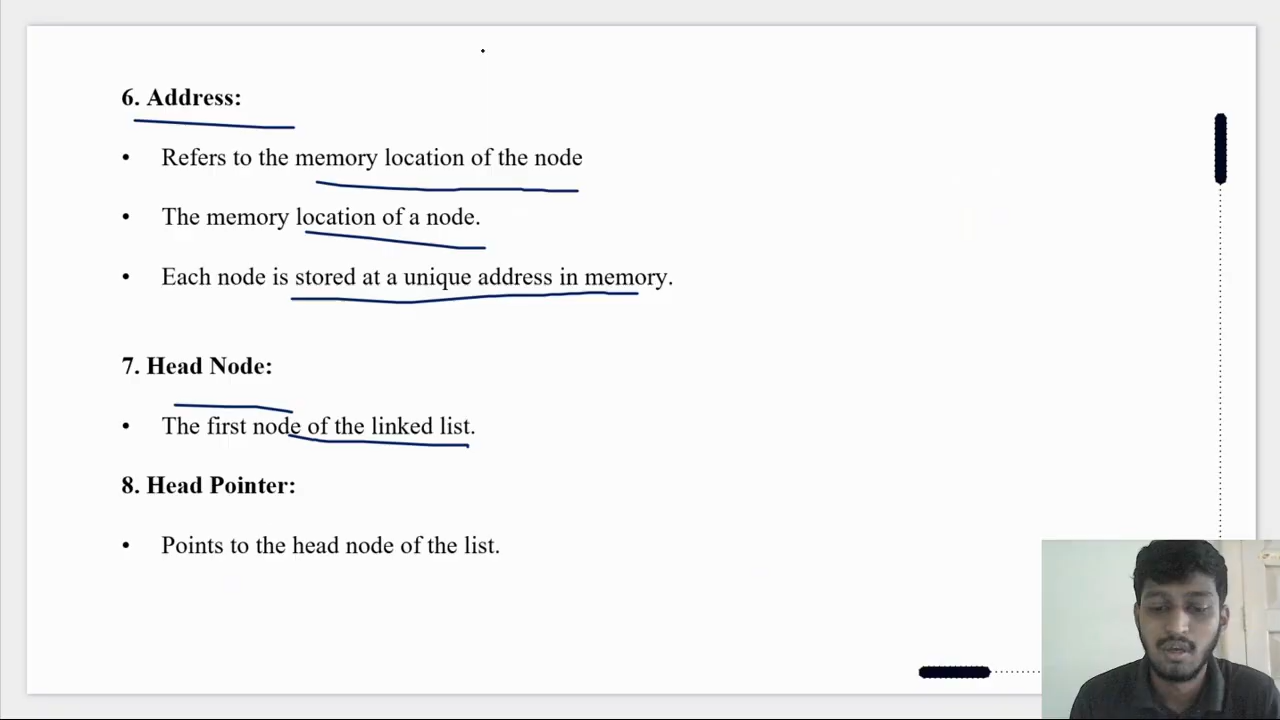 6. Address:
• Refers to the memory location of the node
• The memory location of a node.
• Each node is stored at a unique address in memory.
7. Head Node:
• The first node of the linked list.
8. Head Pointer:
• Points to the head node of the list.